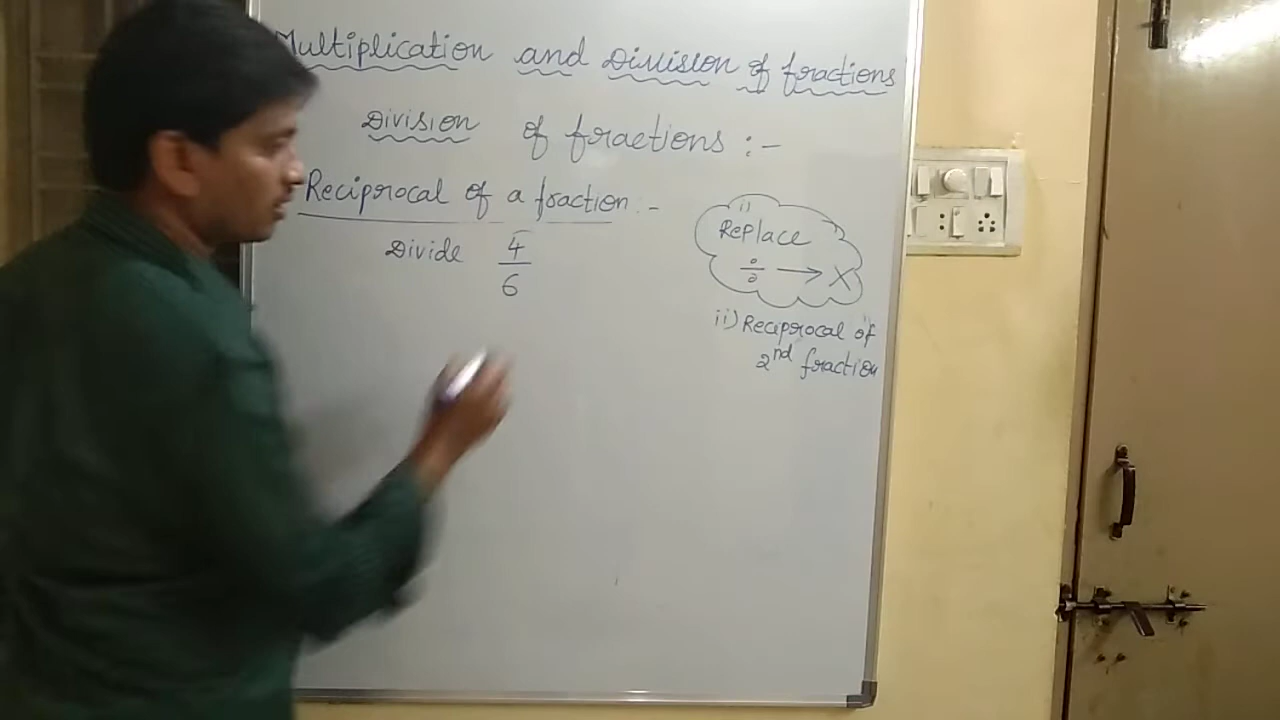 Multiplication and Division of fractions
Division of fractions :-
Reciprocal of a fraction :-
Divide 4/6
i)
Replace
÷ → ×
ii) Reciprocal of
2nd fraction